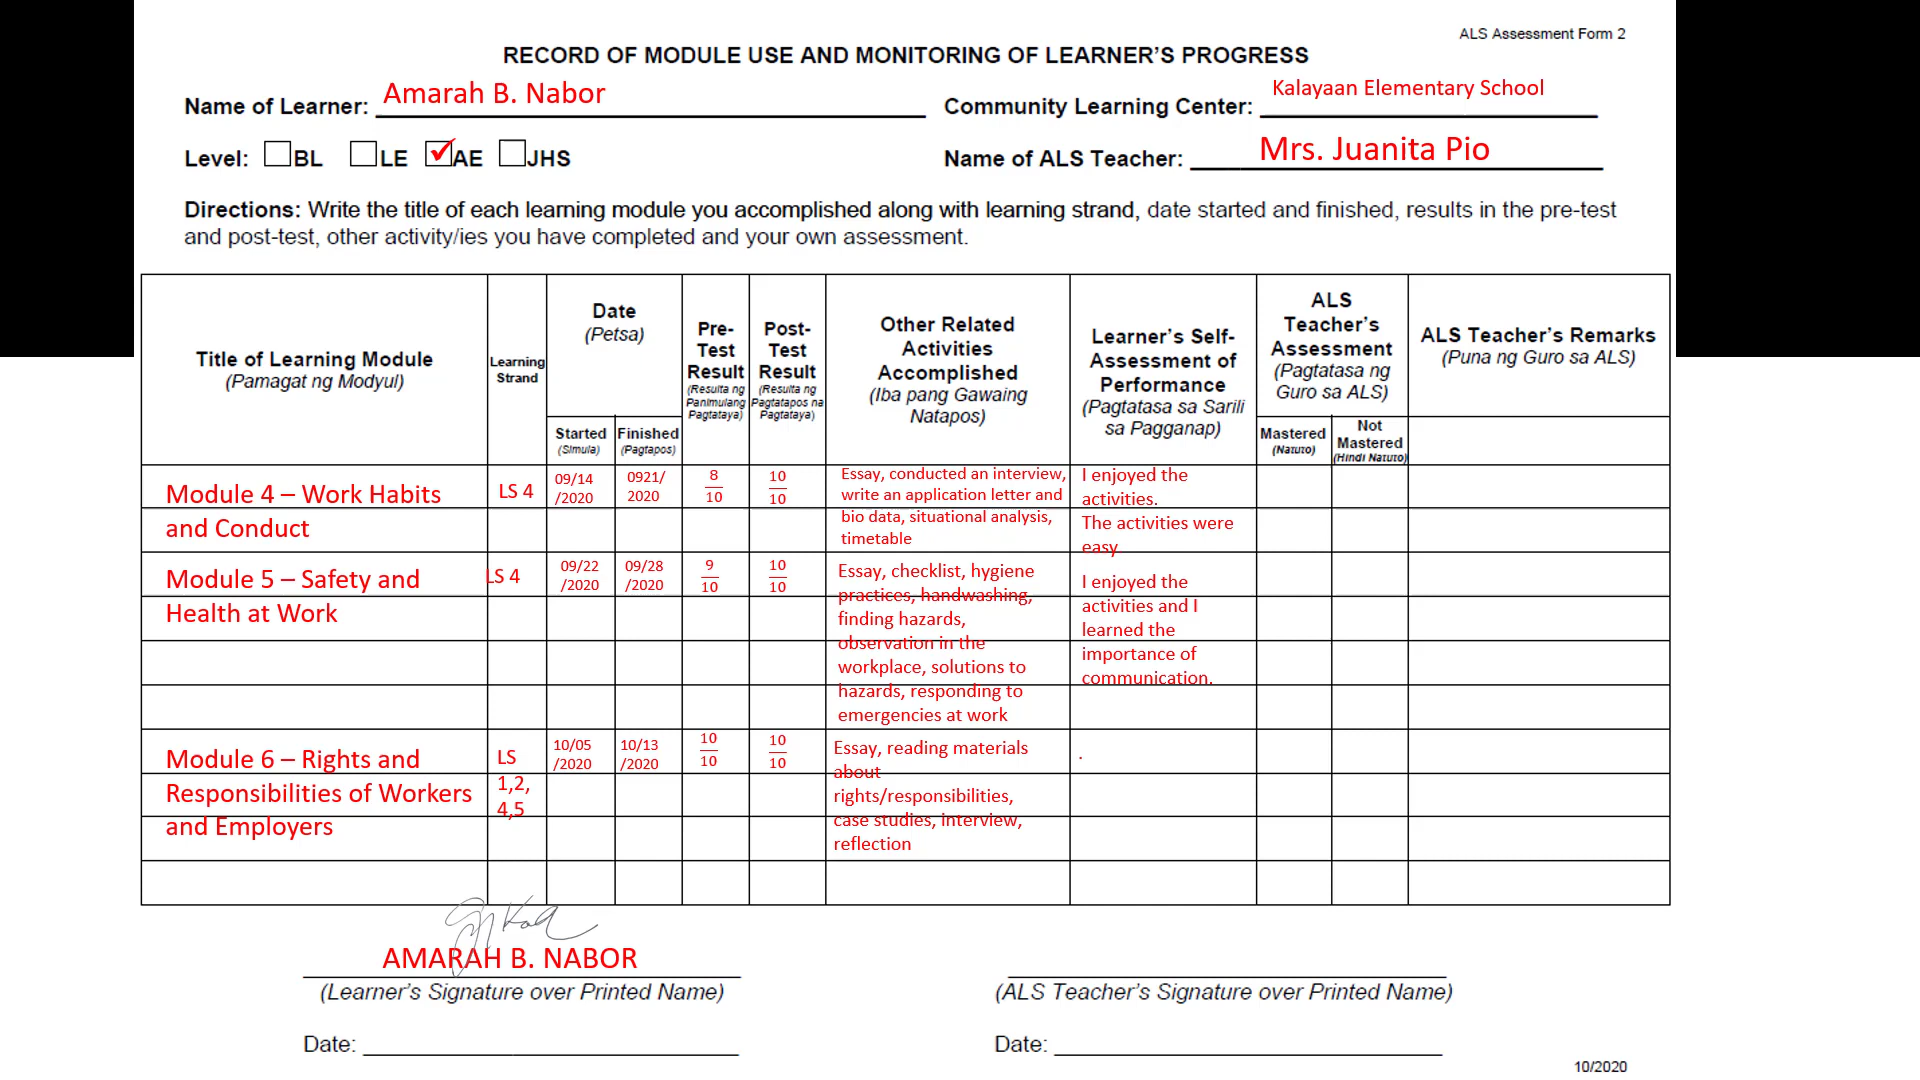 ALS Assessment Form 2
RECORD OF MODULE USE AND MONITORING OF LEARNER'S PROGRESS
Name of Learner: Amarah B. Nabor
Community Learning Center: Kalayaan Elementary School
Level: BL LE ✓ AE JHS
Name of ALS Teacher: Mrs. Juanita Pio
Directions: Write the title of each learning module you accomplished along with learning strand, date started and finished, results in the pre-test
and post-test, other activity/ies you have completed and your own assessment.
Title of Learning Module
(Pamagat ng Modyul)
Learning
Strand
Date
(Petsa)
Started
(Simula)
Finished
(Pagtapos)
Pre-
Test
Result
(Resulta ng
Panimulang
Pagtataya)
Post-
Test
Result
(Resulta ng
Pagtatapos na
Pagtataya)
Other Related
Activities
Accomplished
(Iba pang Gawaing
Natapos)
Learner's Self-
Assessment of
Performance
(Pagtatasa sa Sarili
sa Pagganap)
ALS
Teacher's
Assessment
(Pagtatasa ng
Guro sa ALS)
Mastered
(Natuto)
Not
Mastered
(Hindi Natuto)
ALS Teacher's Remarks
(Puna ng Guro sa ALS)
Module 4 – Work Habits
and Conduct
LS 4
09/14
/2020
0921/
2020
8
10
10
10
Essay, conducted an interview,
write an application letter and
bio data, situational analysis,
timetable
I enjoyed the
activities.
The activities were
easy.
Module 5 – Safety and
Health at Work
LS 4
09/22
/2020
09/28
/2020
9
10
10
10
Essay, checklist, hygiene
practices, handwashing,
finding hazards,
observation in the
workplace, solutions to
hazards, responding to
emergencies at work
I enjoyed the
activities and I
learned the
importance of
communication.
Module 6 – Rights and
Responsibilities of Workers
and Employers
LS
1,2,
4,5
10/05
/2020
10/13
/2020
10
10
10
10
Essay, reading materials
about
rights/responsibilities,
case studies, interview,
reflection
.
AMARAH B. NABOR
(Learner's Signature over Printed Name)
(ALS Teacher's Signature over Printed Name)
Date:
Date:
10/2020